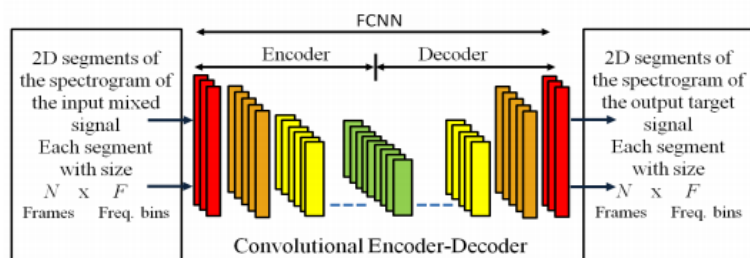 FCNN
Encoder
Decoder
2D segments of
the spectrogram of
the input mixed
signal
Each segment
with size
N x F
Frames Freq. bins
2D segments of
the spectrogram of
the output target
signal
Each segment
with size
N x F
Frames Freq. bins
Convolutional Encoder-Decoder